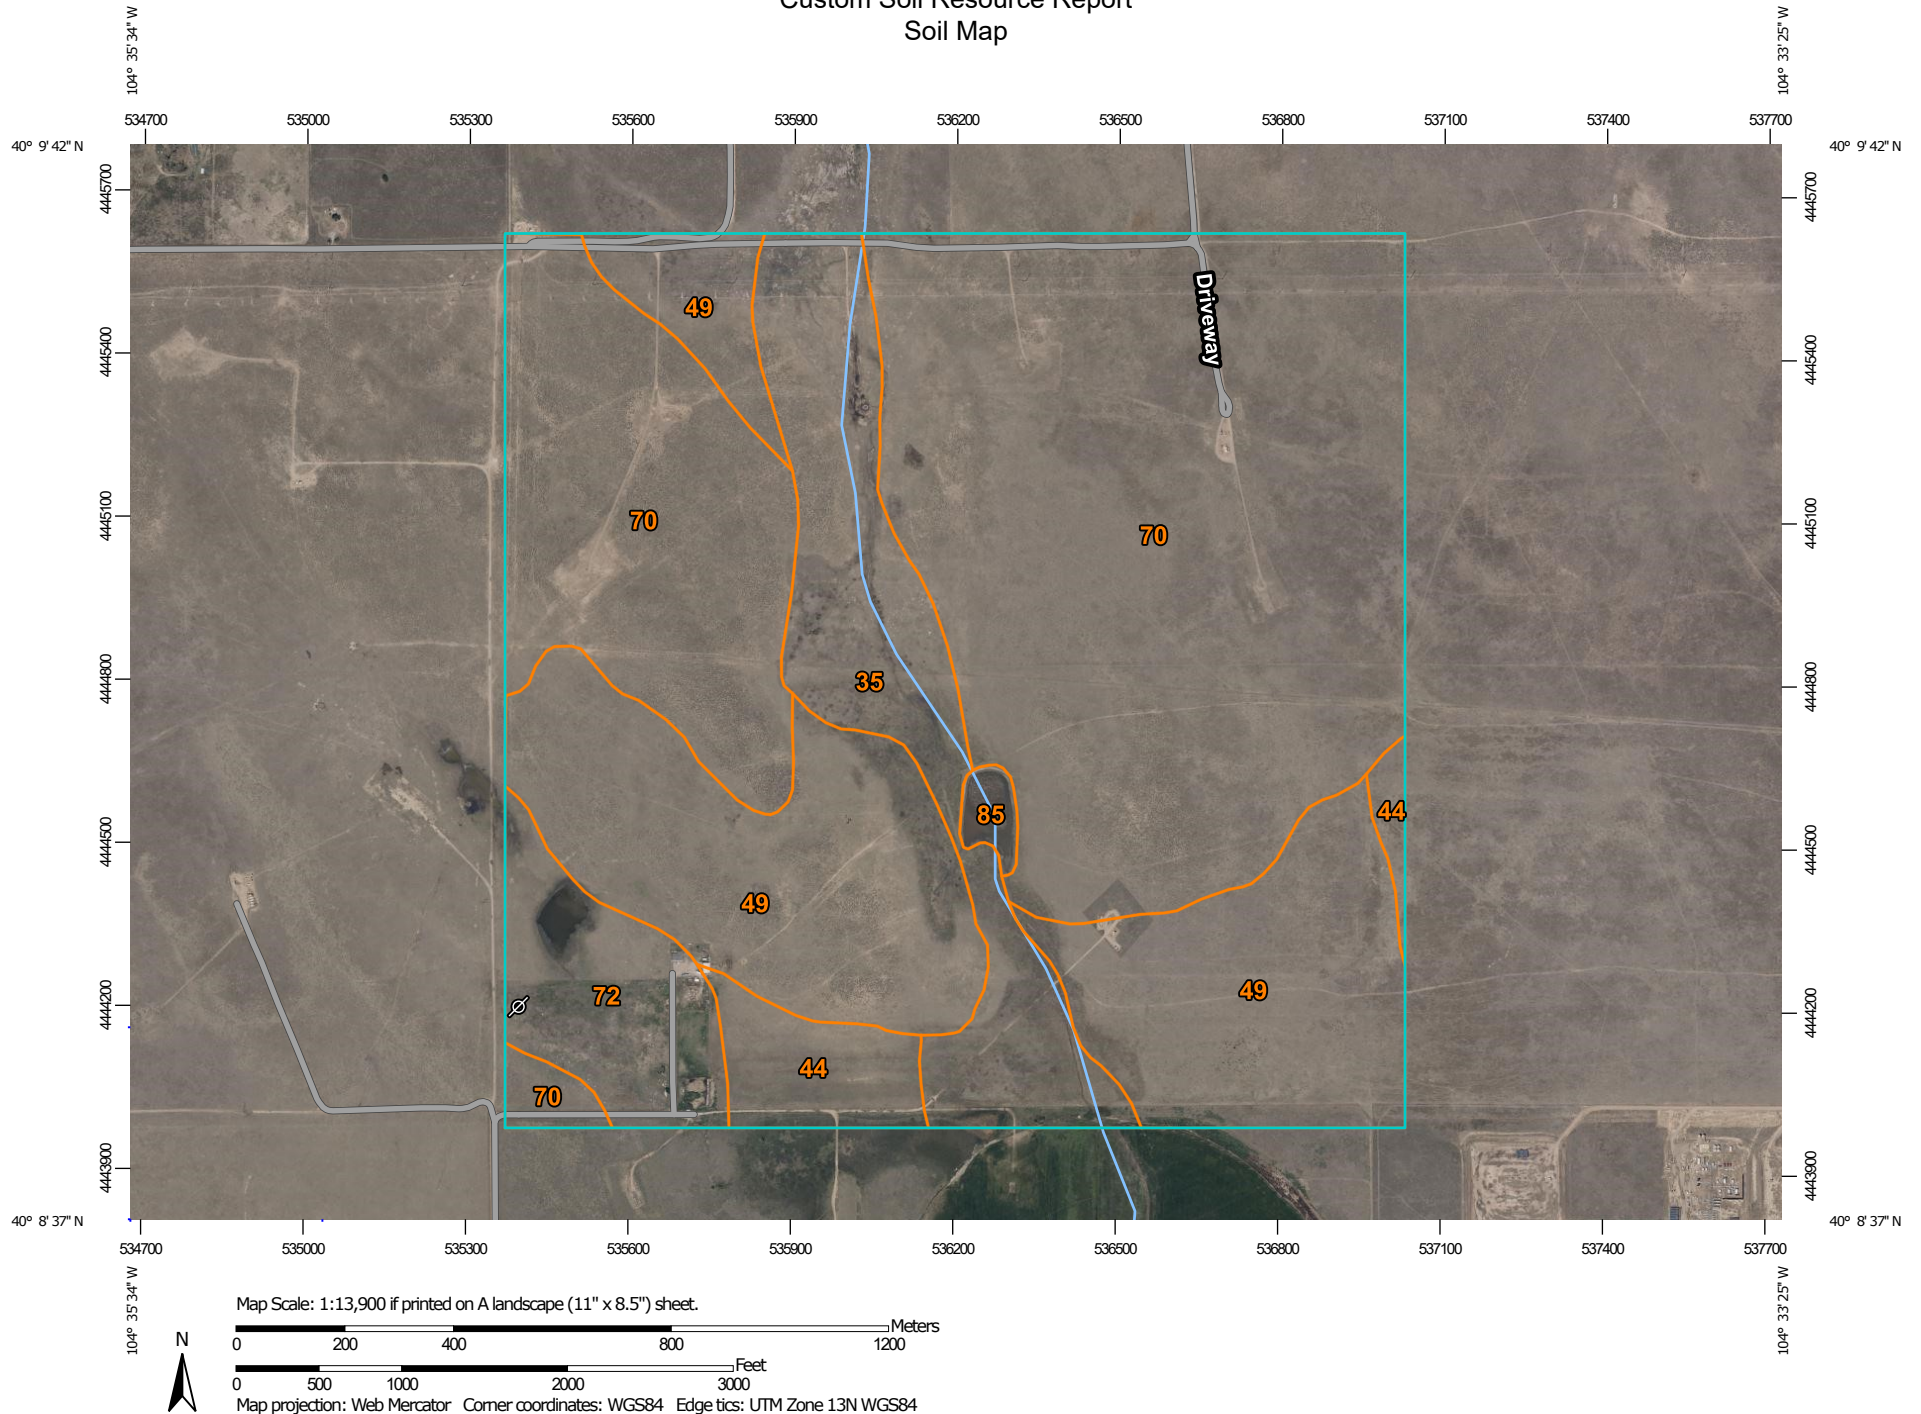 Custom Soil Resource Report
Soil Map
104° 35' 34" W
104° 33' 25" W
534700 535000 535300 535600 535900 536200 536500 536800 537100 537400 537700
40° 9' 42" N
40° 9' 42" N
4445700
4445700
49
Driveway
4445400
4445400
70
70
4445100
4445100
35
4444800
4444800
85
44
4444500
4444500
49
72
49
4444200
4444200
44
70
4443900
4443900
40° 8' 37" N
40° 8' 37" N
534700 535000 535300 535600 535900 536200 536500 536800 537100 537400 537700
104° 35' 34" W
104° 33' 25" W
Map Scale: 1:13,900 if printed on A landscape (11" x 8.5") sheet.
Meters
0 200 400 800 1200
N
Feet
0 500 1000 2000 3000
Map projection: Web Mercator Corner coordinates: WGS84 Edge tics: UTM Zone 13N WGS84